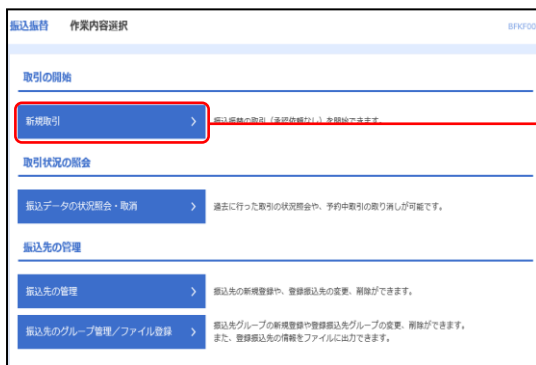 振込振替 作業内容選択 BFKF00
取引の開始
新規取引 振込振替の取引（承認依頼なし）を開始できます。
取引状況の照会
振込データの状況照会・取消 過去に行った取引の状況照会や、予約中取引の取り消しが可能です。
振込先の管理
振込先の管理 振込先の新規登録や、登録振込先の変更、削除ができます。
振込先のグループ管理／ファイル登録 振込先グループの新規登録や登録振込先グループの変更、削除ができます。
また、登録振込先の情報をファイルに出力できます。